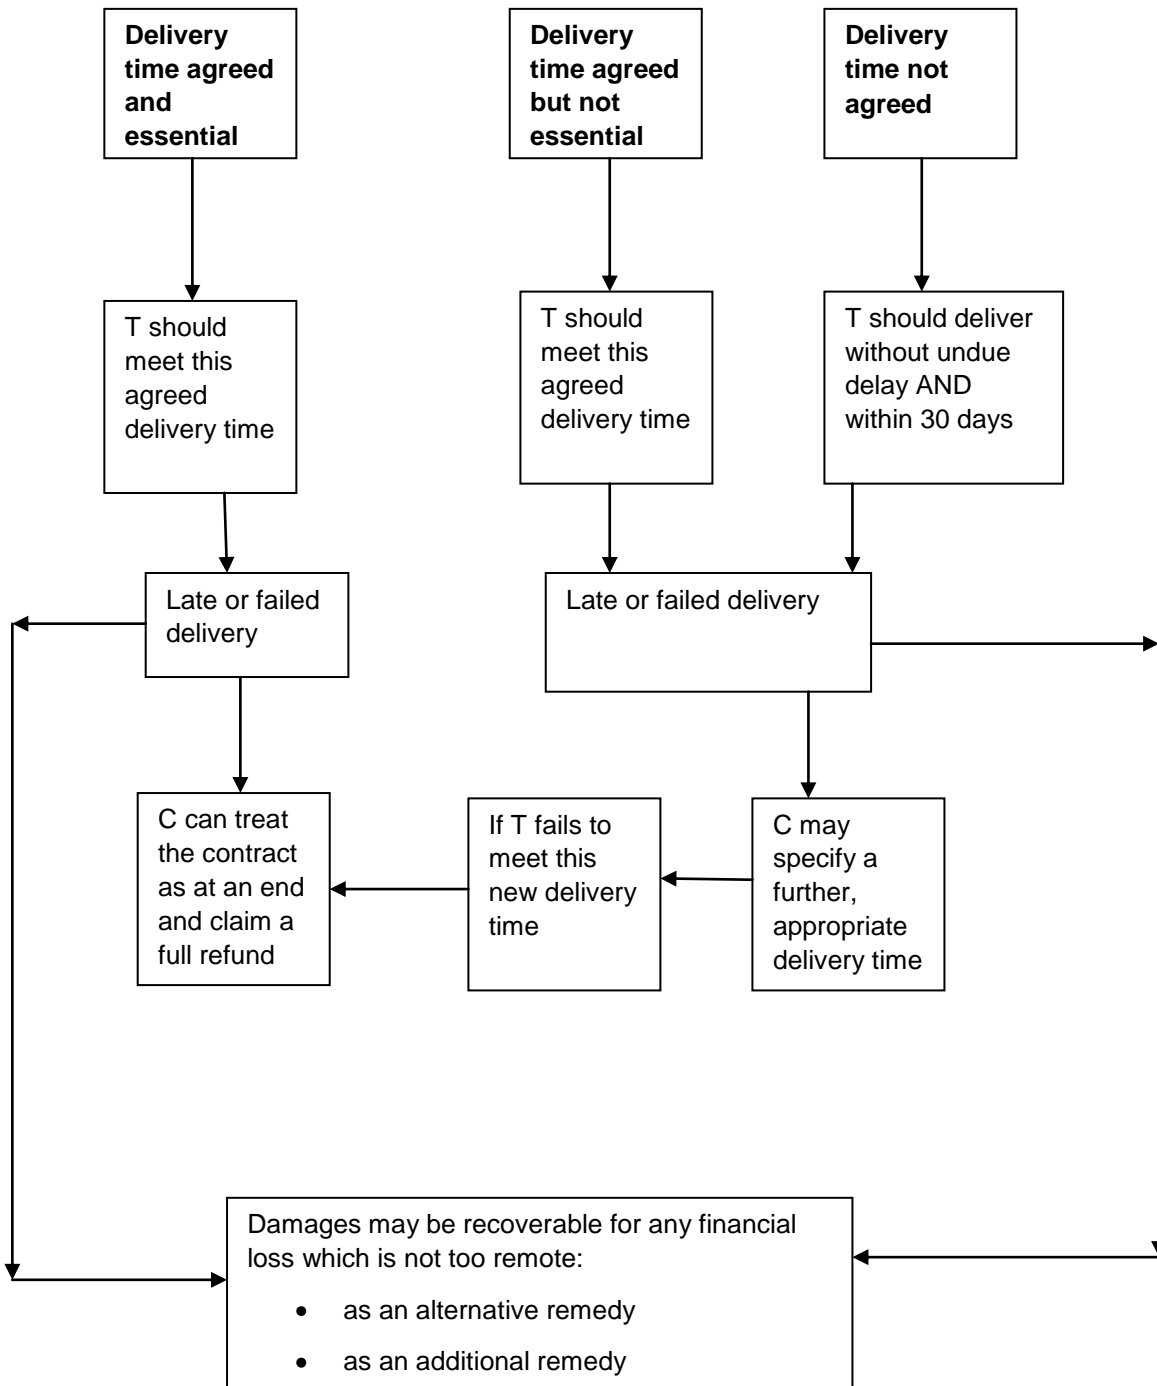 Delivery
time agreed
and
essential
Delivery
time agreed
but not
essential
Delivery
time not
agreed
T should
meet this
agreed
delivery time
T should
meet this
agreed
delivery time
T should deliver
without undue
delay AND
within 30 days
Late or failed
delivery
Late or failed delivery
C can treat
the contract
as at an end
and claim a
full refund
If T fails to
meet this
new delivery
time
C may
specify a
further,
appropriate
delivery time
Damages may be recoverable for any financial
loss which is not too remote:
• as an alternative remedy
• as an additional remedy